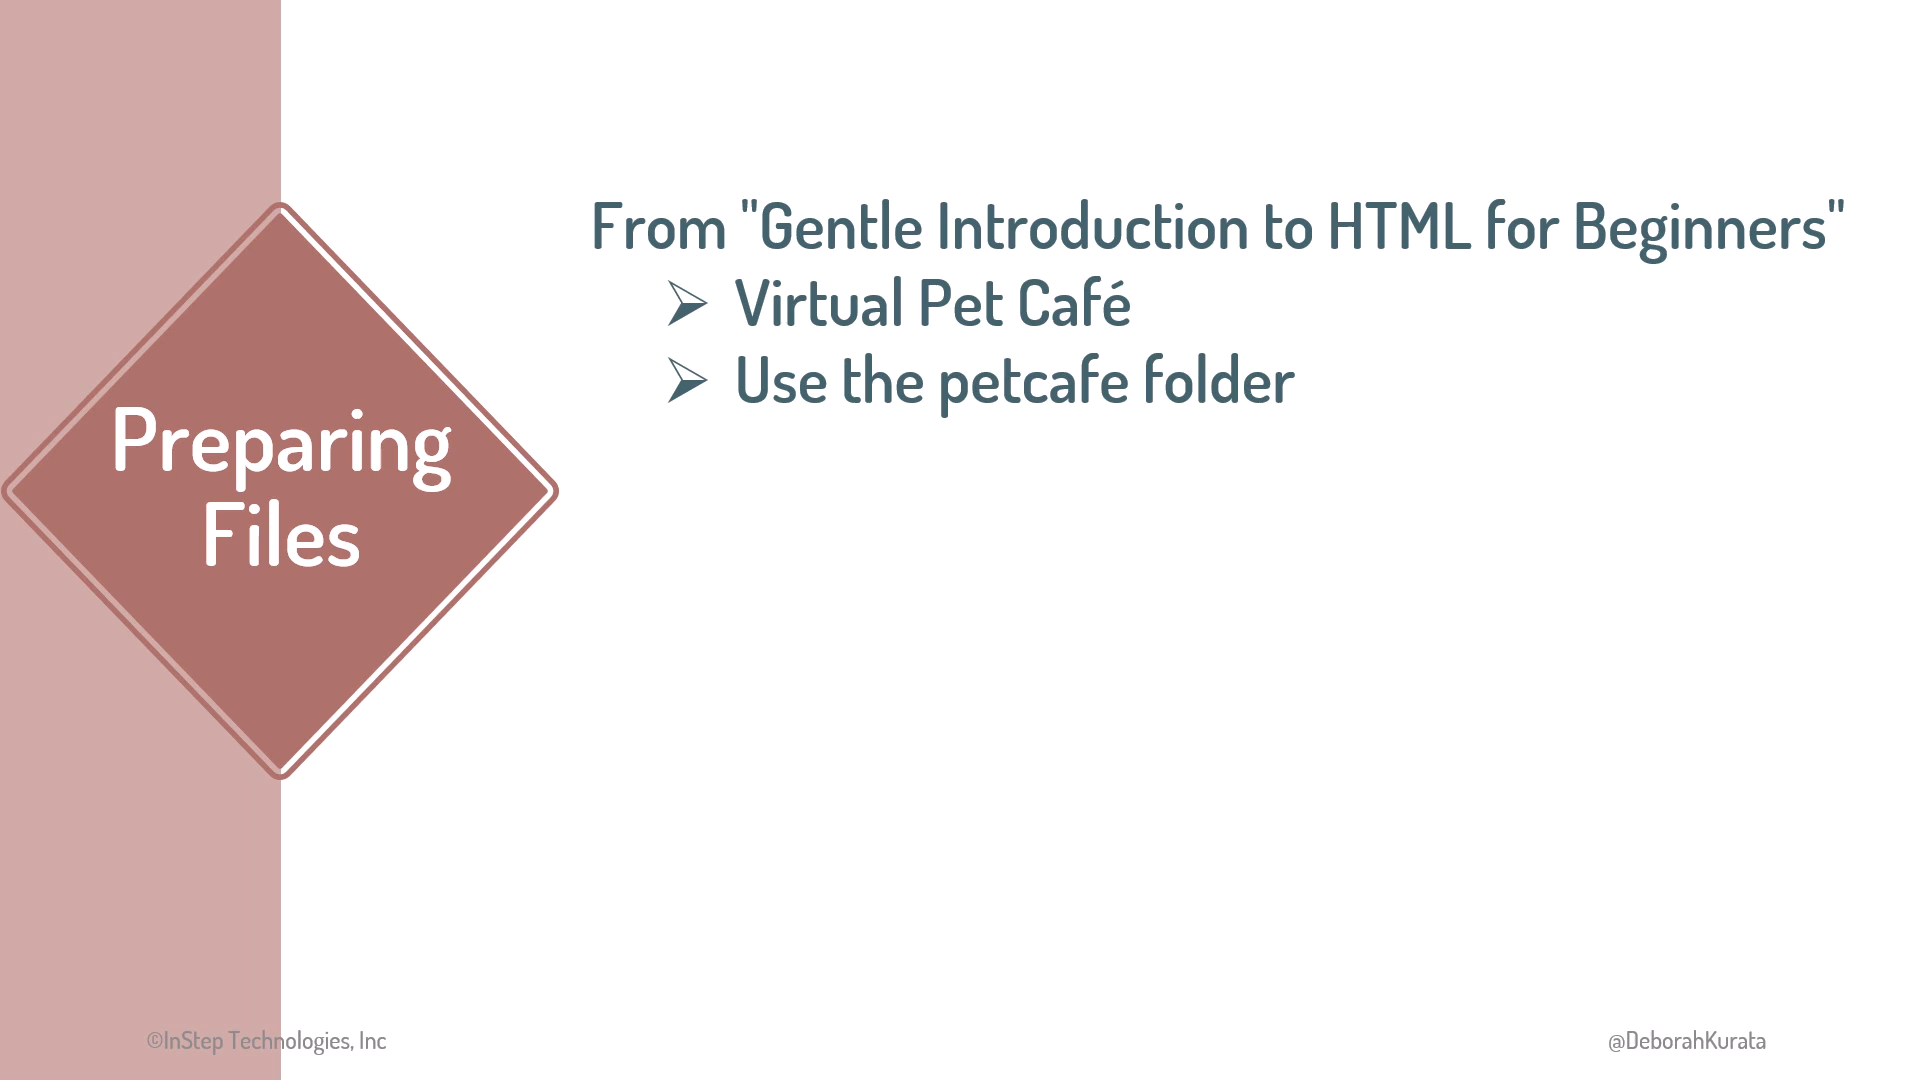 Preparing
Files
From "Gentle Introduction to HTML for Beginners"
Virtual Pet Café
Use the petcafe folder
©InStep Technologies, Inc
@DeborahKurata